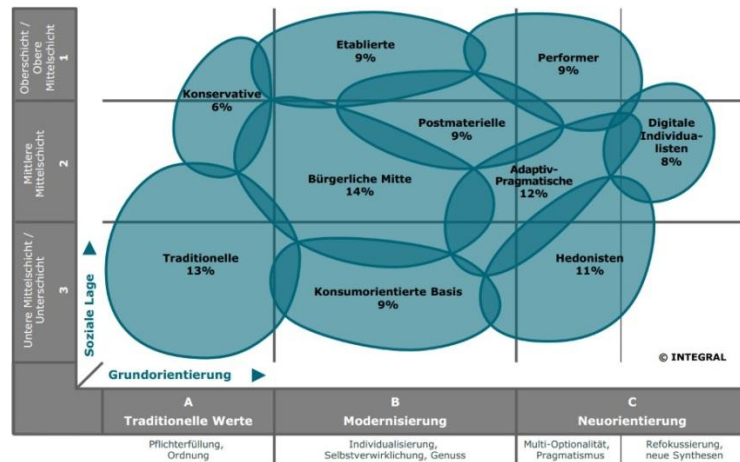 Oberschicht /
Obere
Mittelschicht
1
Mittlere
Mittelschicht
2
Untere Mittelschicht /
Unterschicht
3
Soziale Lage
Etablierte
9%
Performer
9%
Konservative
6%
Postmaterielle
9%
Digitale
Individua-
listen
8%
Bürgerliche Mitte
14%
Adaptiv-
Pragmatische
12%
Traditionelle
13%
Hedonisten
11%
Konsumorientierte Basis
9%
© INTEGRAL
Grundorientierung
A
Traditionelle Werte
B
Modernisierung
C
Neuorientierung
Pflichterfüllung,
Ordnung
Individualisierung,
Selbstverwirklichung, Genuss
Multi-Optionalität,
Pragmatismus
Refokussierung,
neue Synthesen